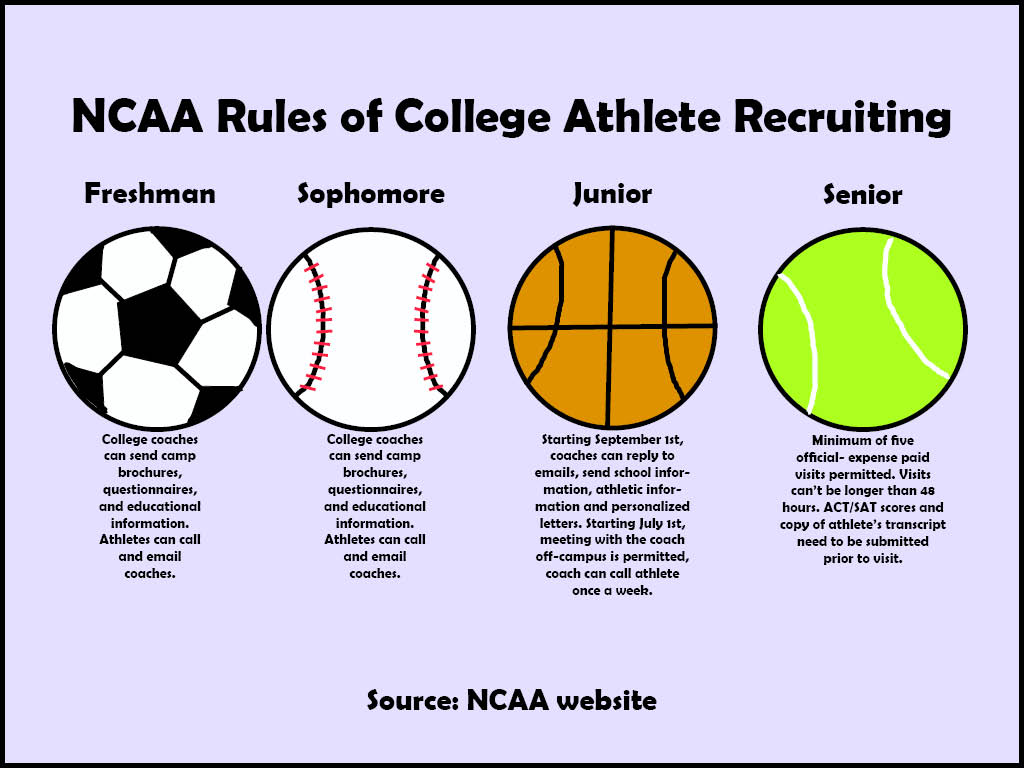 NCAA Rules of College Athlete Recruiting
Freshman
College coaches
can send camp
brochures,
questionnaires,
and educational
information.
Athletes can call
and email
coaches.
Sophomore
College coaches
can send camp
brochures,
questionnaires,
and educational
information.
Athletes can call
and email
coaches.
Junior
Starting September 1st,
coaches can reply to
emails, send school infor-
mation, athletic infor-
mation and personalized
letters. Starting July 1st,
meeting with the coach
off-campus is permitted,
coach can call athlete
once a week.
Senior
Minimum of five
official- expense paid
visits permitted. Visits
can't be longer than 48
hours. ACT/SAT scores and
copy of athlete's transcript
need to be submitted
prior to visit.
Source: NCAA website